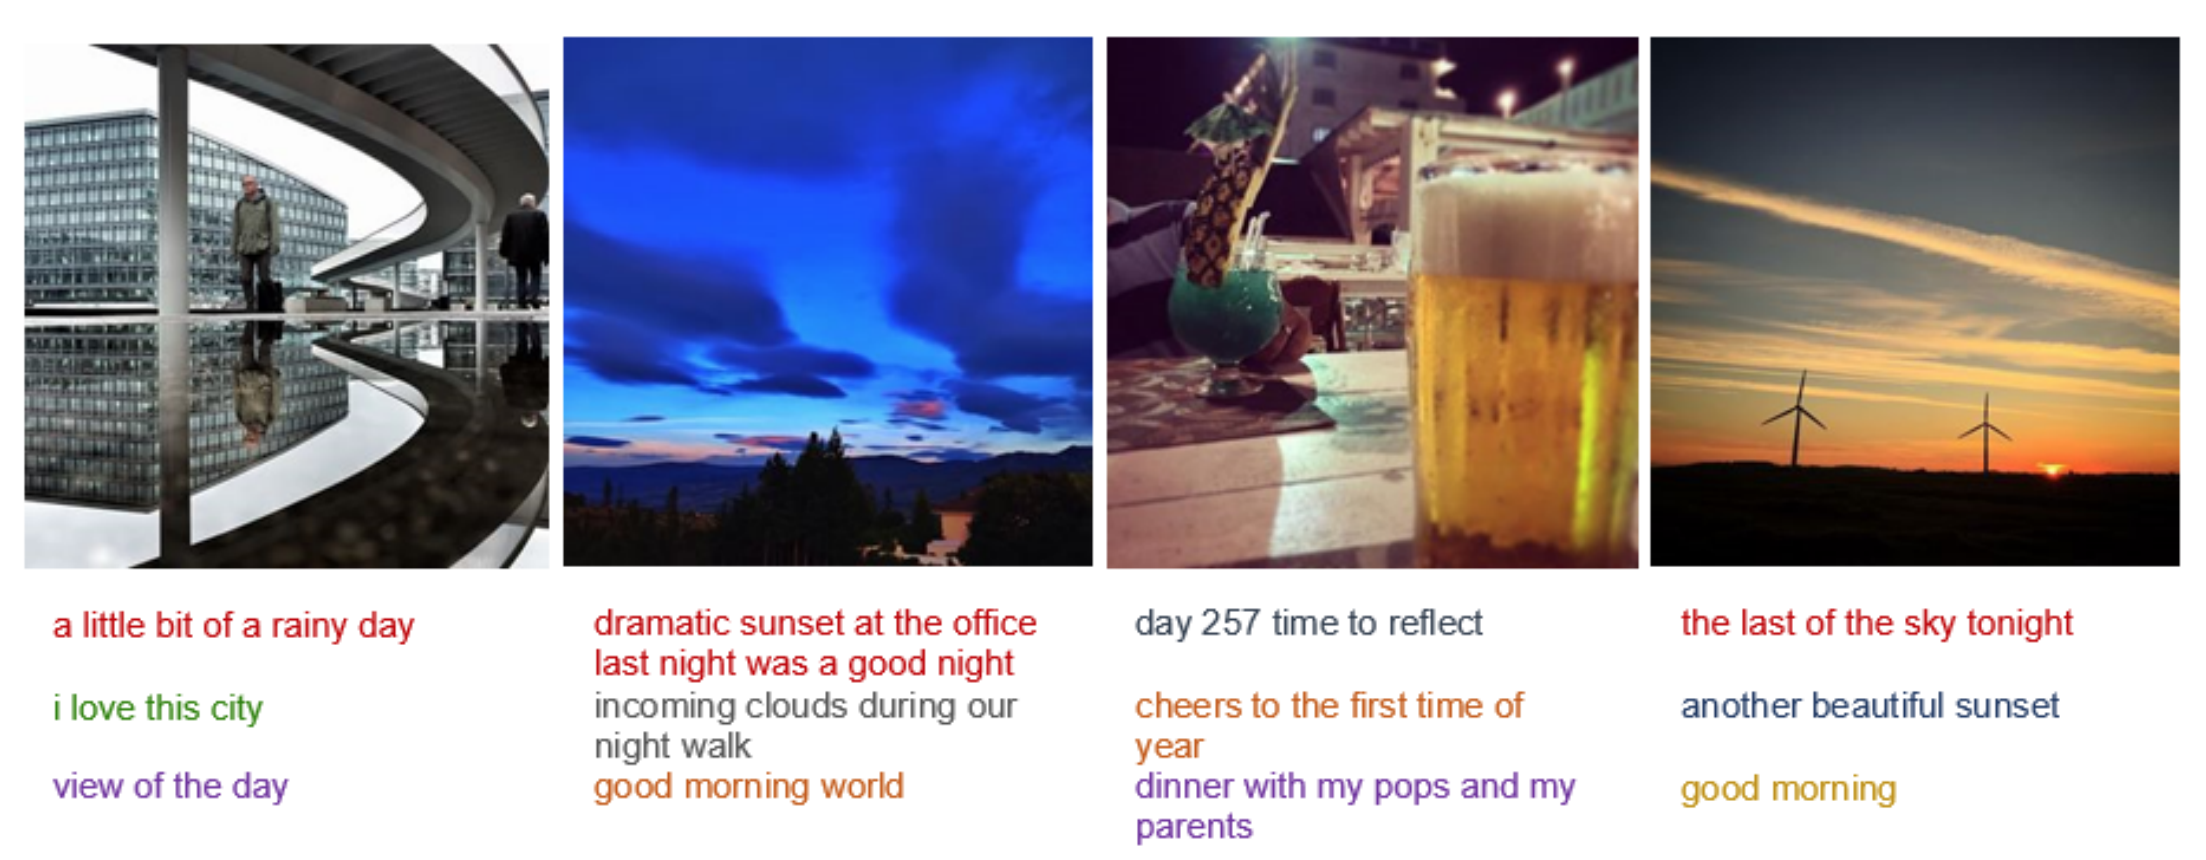 a little bit of a rainy day
i love this city
view of the day
dramatic sunset at the office
last night was a good night
incoming clouds during our
night walk
good morning world
day 257 time to reflect
cheers to the first time of
year
dinner with my pops and my
parents
the last of the sky tonight
another beautiful sunset
good morning